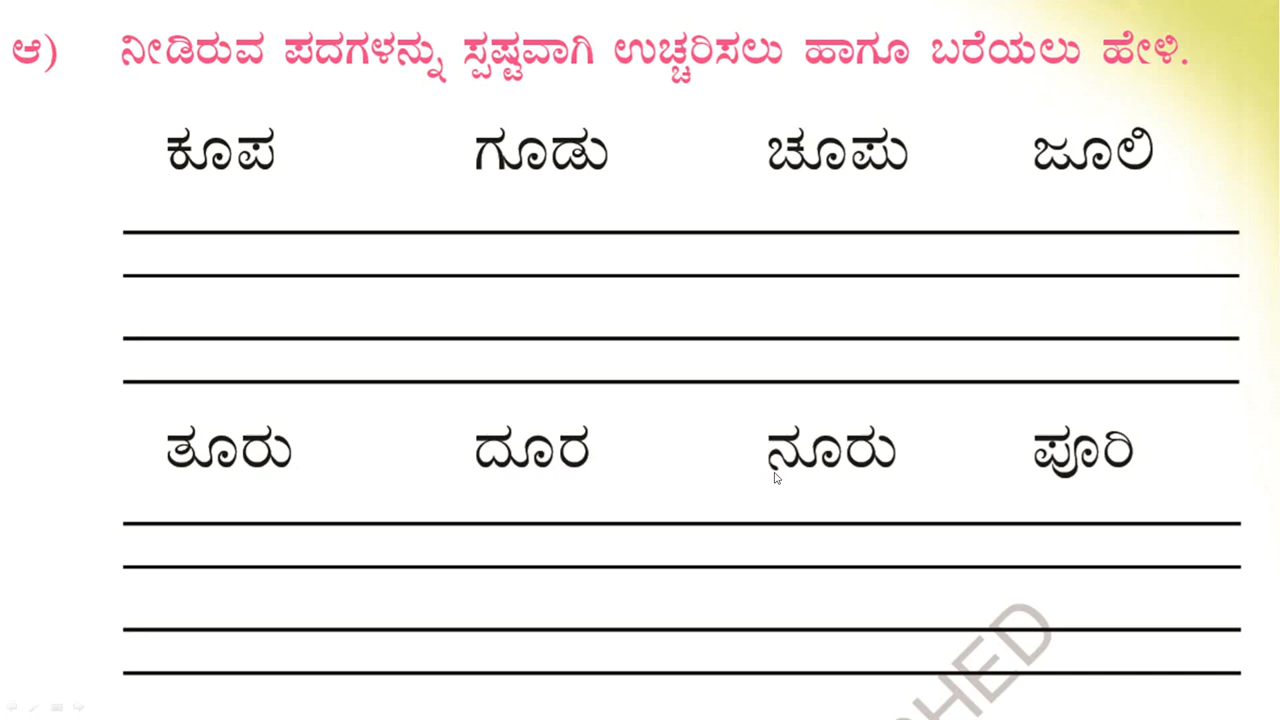 ಆ) ನೀಡಿರುವ ಪದಗಳನ್ನು ಸ್ಪಷ್ಟವಾಗಿ ಉಚ್ಚರಿಸಲು ಹಾಗೂ ಬರೆಯಲು ಹೇಳಿ.
ಕೂಪ ಗೂಡು ಚೂಪು ಜೂಲಿ
ತೂರು ದೂರ ನೂರು ಪೂರಿ